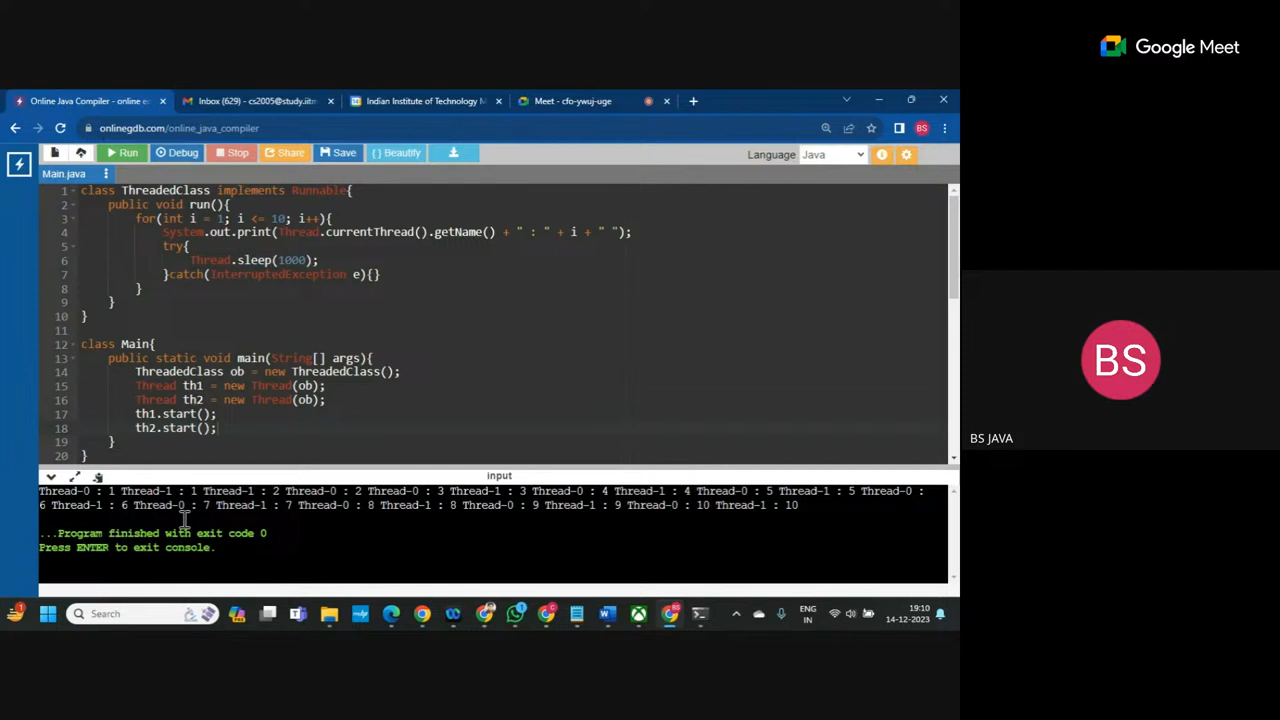 Google Meet
Online Java Compiler - online e
Inbox (629) - cs2005@study.iitm
Indian Institute of Technology M
Meet - cfo-ywuj-uge
onlinegdb.com/online_java_compiler
BS
Run
Debug
Stop
Share
Save
{ } Beautify
Language
Java
Main.java
1 class ThreadedClass implements Runnable{
2 public void run(){
3 for(int i = 1; i <= 10; i++){
4 System.out.print(Thread.currentThread().getName() + " : " + i + " ");
5 try{
6 Thread.sleep(1000);
7 }catch(InterruptedException e){}
8 }
9 }
10 }
11
12 class Main{
13 public static void main(String[] args){
14 ThreadedClass ob = new ThreadedClass();
15 Thread th1 = new Thread(ob);
16 Thread th2 = new Thread(ob);
17 th1.start();
18 th2.start();
19 }
20 }
input
Thread-0 : 1 Thread-1 : 1 Thread-1 : 2 Thread-0 : 2 Thread-0 : 3 Thread-1 : 3 Thread-0 : 4 Thread-1 : 4 Thread-0 : 5 Thread-1 : 5 Thread-0 :
6 Thread-1 : 6 Thread-0 : 7 Thread-1 : 7 Thread-0 : 8 Thread-1 : 8 Thread-0 : 9 Thread-1 : 9 Thread-0 : 10 Thread-1 : 10
...Program finished with exit code 0
Press ENTER to exit console.
BS
BS JAVA
Search
ENG
IN
19:10
14-12-2023